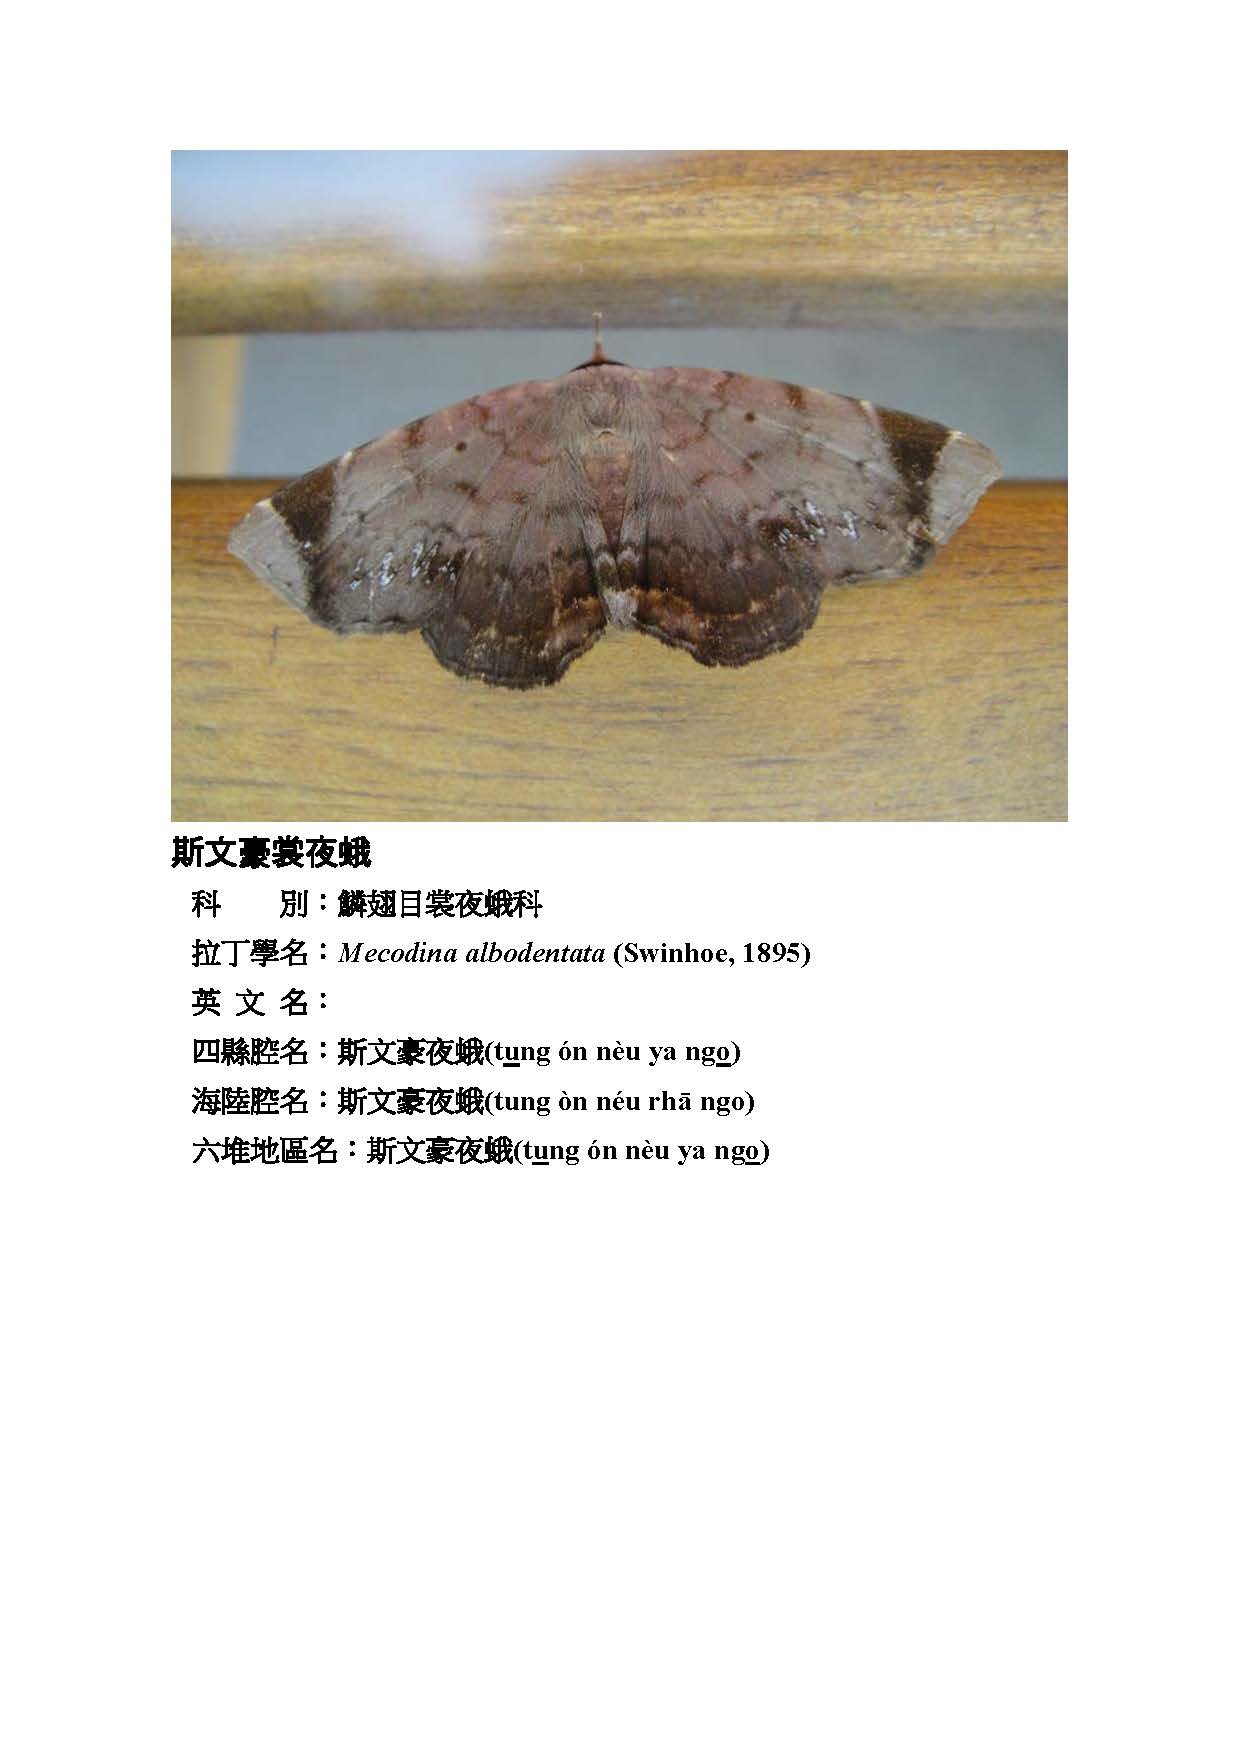 斯文豪裳夜蛾
科　　別：鱗翅目裳夜蛾科
拉丁學名：Mecodina albodentata (Swinhoe, 1895)
英 文 名：
四縣腔名：斯文豪夜蛾(tung ón nèu ya ngo)
海陸腔名：斯文豪夜蛾(tung òn néu rhā ngo)
六堆地區名：斯文豪夜蛾(tung ón nèu ya ngo)